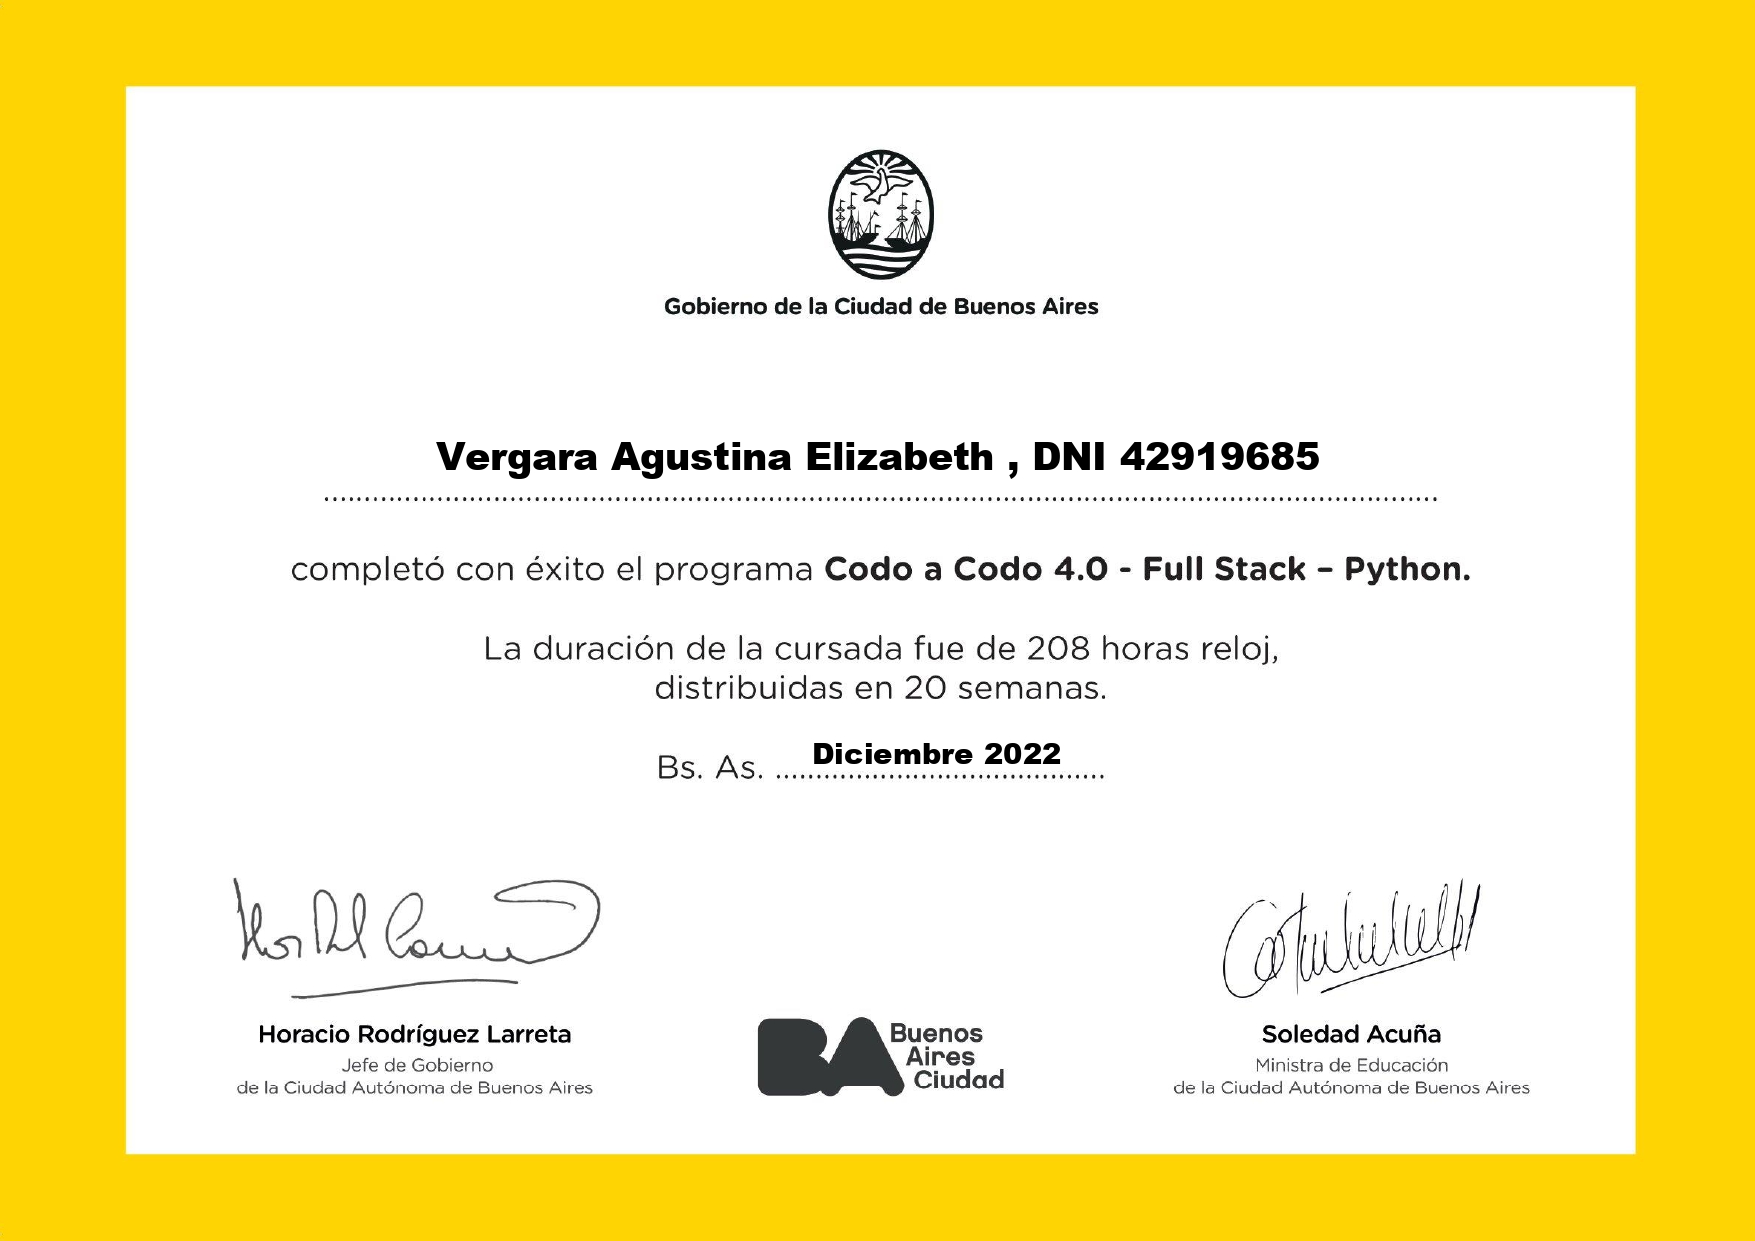 Gobierno de la Ciudad de Buenos Aires
Vergara Agustina Elizabeth , DNI 42919685
completó con éxito el programa Codo a Codo 4.0 - Full Stack – Python.
La duración de la cursada fue de 208 horas reloj,
distribuidas en 20 semanas.
Bs. As. Diciembre 2022
Horacio Rodríguez Larreta
Jefe de Gobierno
de la Ciudad Autónoma de Buenos Aires
BA Buenos
Aires
Ciudad
Soledad Acuña
Ministra de Educación
de la Ciudad Autónoma de Buenos Aires